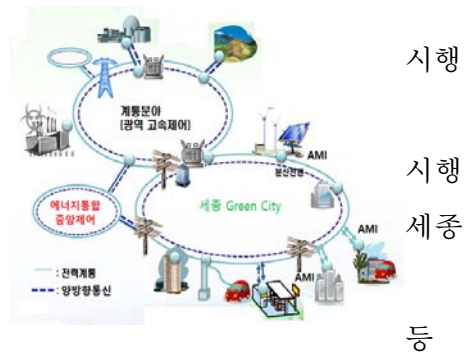 시행
계통분야
(광역 고속제어)
AMI
분산전원
시행
에너지통합
중앙제어
세종 Green City
세종
AMI
AMI
: 전력계통
: 양방향통신
등